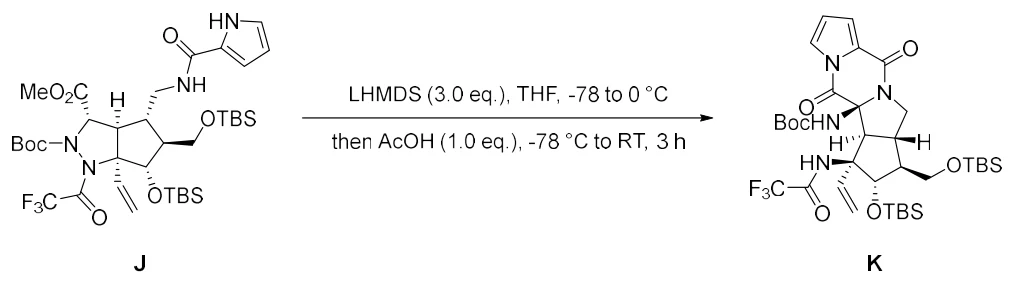 HN
O
NH
MeO₂C
H
OTBS
Boc
N
N
OTBS
F₃C
O
J
LHMDS (3.0 eq.), THF, -78 to 0 °C
then AcOH (1.0 eq.), -78 °C to RT, 3 h
N
O
O
N
BocHN
H
H
HN
OTBS
F₃C
O
OTBS
K